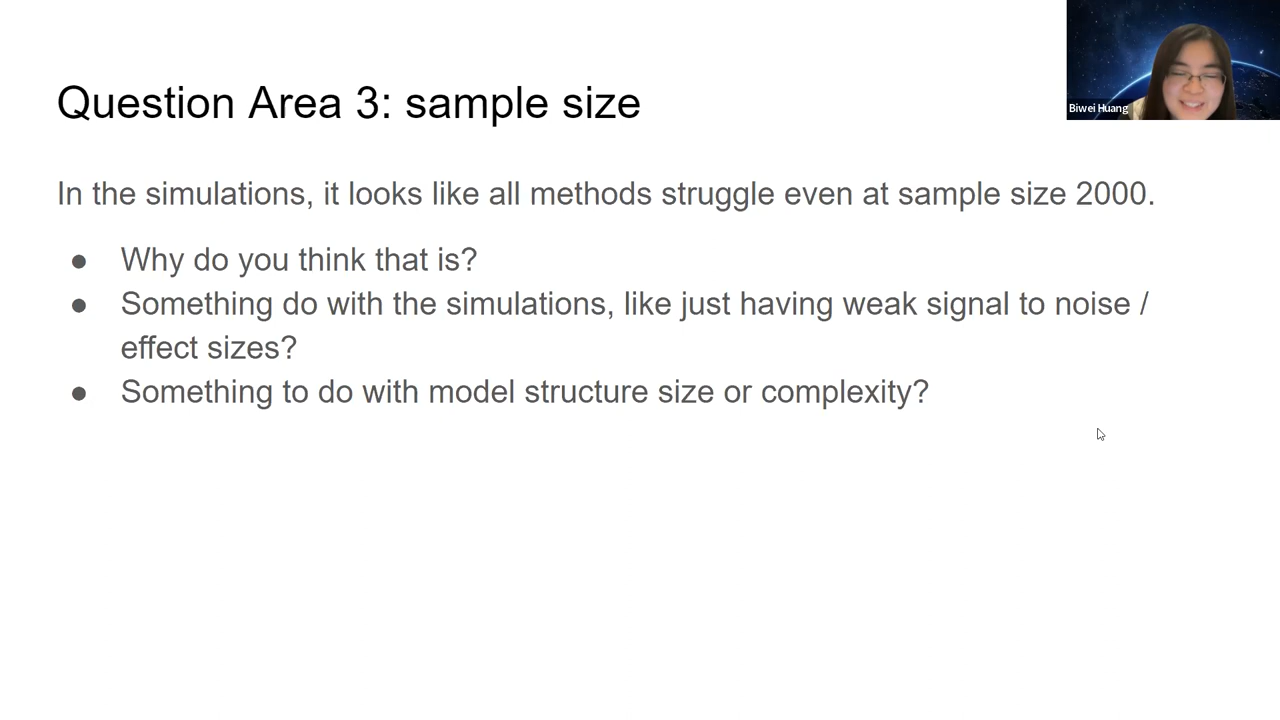 Question Area 3: sample size
Biwei Huang
In the simulations, it looks like all methods struggle even at sample size 2000.
● Why do you think that is?
● Something do with the simulations, like just having weak signal to noise /
effect sizes?
● Something to do with model structure size or complexity?